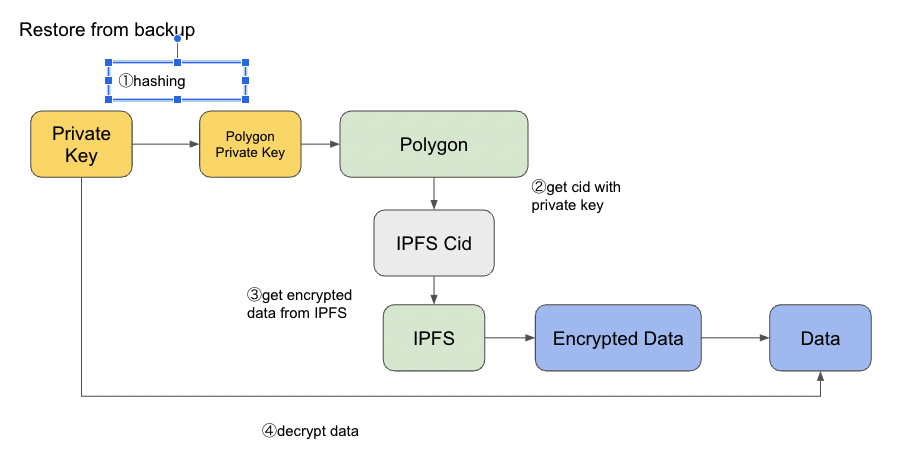 Restore from backup
①hashing
Private
Key
Polygon
Private Key
Polygon
②get cid with
private key
IPFS Cid
③get encrypted
data from IPFS
IPFS
Encrypted Data
Data
④decrypt data